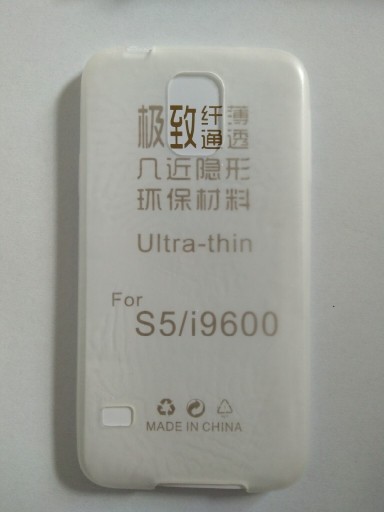 极致纤薄
通透
几近隐形
环保材料
Ultra-thin
For
S5/i9600
MADE IN CHINA